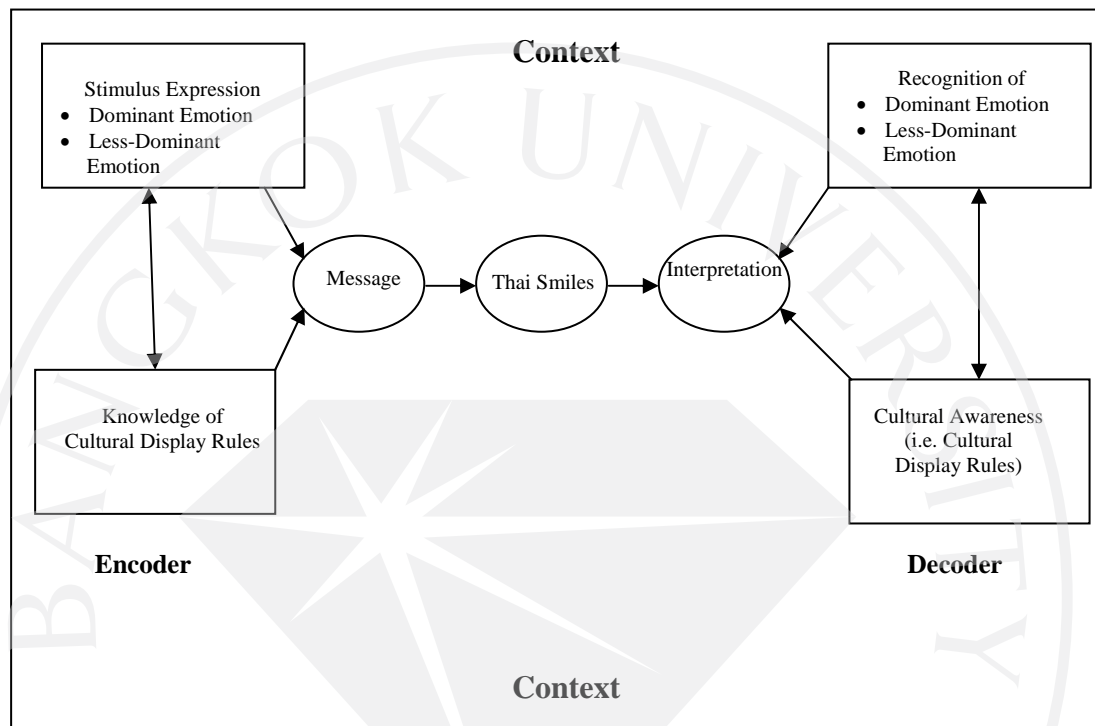 Context
Stimulus Expression
• Dominant Emotion
• Less-Dominant
Emotion
Recognition of
• Dominant Emotion
• Less-Dominant
Emotion
Message
Thai Smiles
Interpretation
Knowledge of
Cultural Display Rules
Cultural Awareness
(i.e. Cultural
Display Rules)
Encoder
Decoder
Context
BANGKOK UNIVERSITY